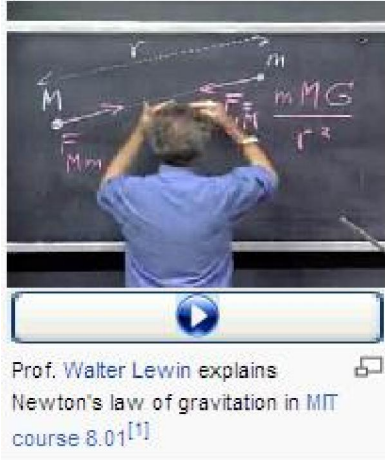 r
M m
F F mMG
Mm r²
Prof. Walter Lewin explains
Newton's law of gravitation in MIT
course 8.01[1]